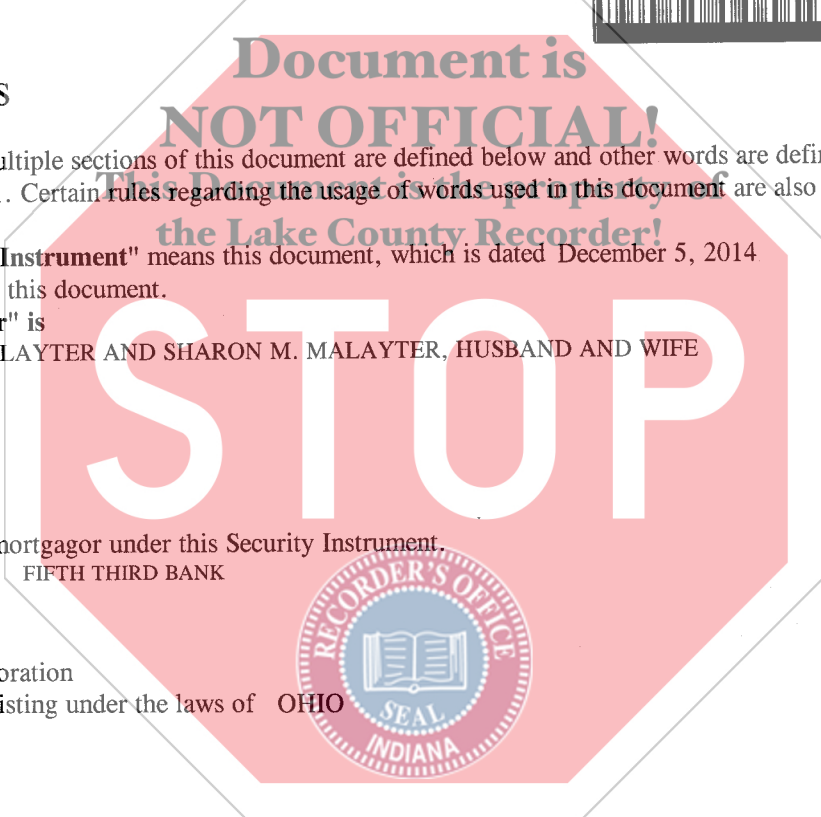 Document is
S
NOT OFFICIAL!
ultiple sections of this document are defined below and other words are defi
. Certain rules regarding the usage of words used in this document are also
This Document is the property of
the Lake County Recorder!
Instrument" means this document, which is dated December 5, 2014
this document.
r" is
LAYTER AND SHARON M. MALAYTER, HUSBAND AND WIFE
STOP
mortgagor under this Security Instrument.
FIFTH THIRD BANK
RECORDER'S OFFICE
oration
isting under the laws of OHIO
SEAL
INDIANA